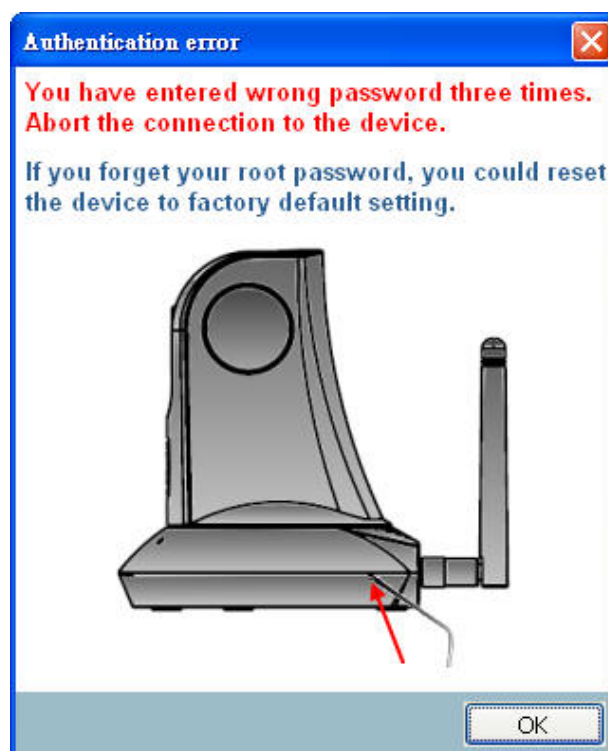 Authentication error
You have entered wrong password three times.
Abort the connection to the device.
If you forget your root password, you could reset
the device to factory default setting.
OK